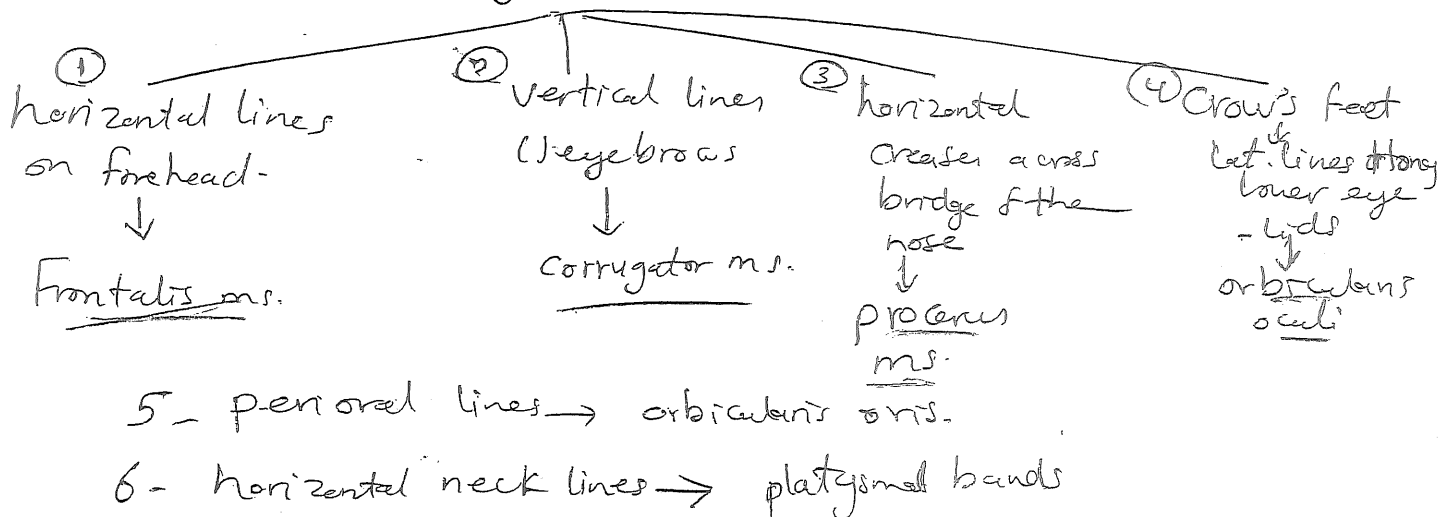 ①
horizontal lines
on forehead-
↓
Frontalis ms.
②
vertical lines
() eyebrows
↓
corrugator ms.
③
horizontal
creases across
bridge of the
nose
↓
procerus
ms.
④ Crow's feet
↓
Lat. lines along
lower eye
- lids
↓
orbicularis
oculi
5- perioral lines → orbicularis oris.
6- horizontal neck lines → platysmal bands